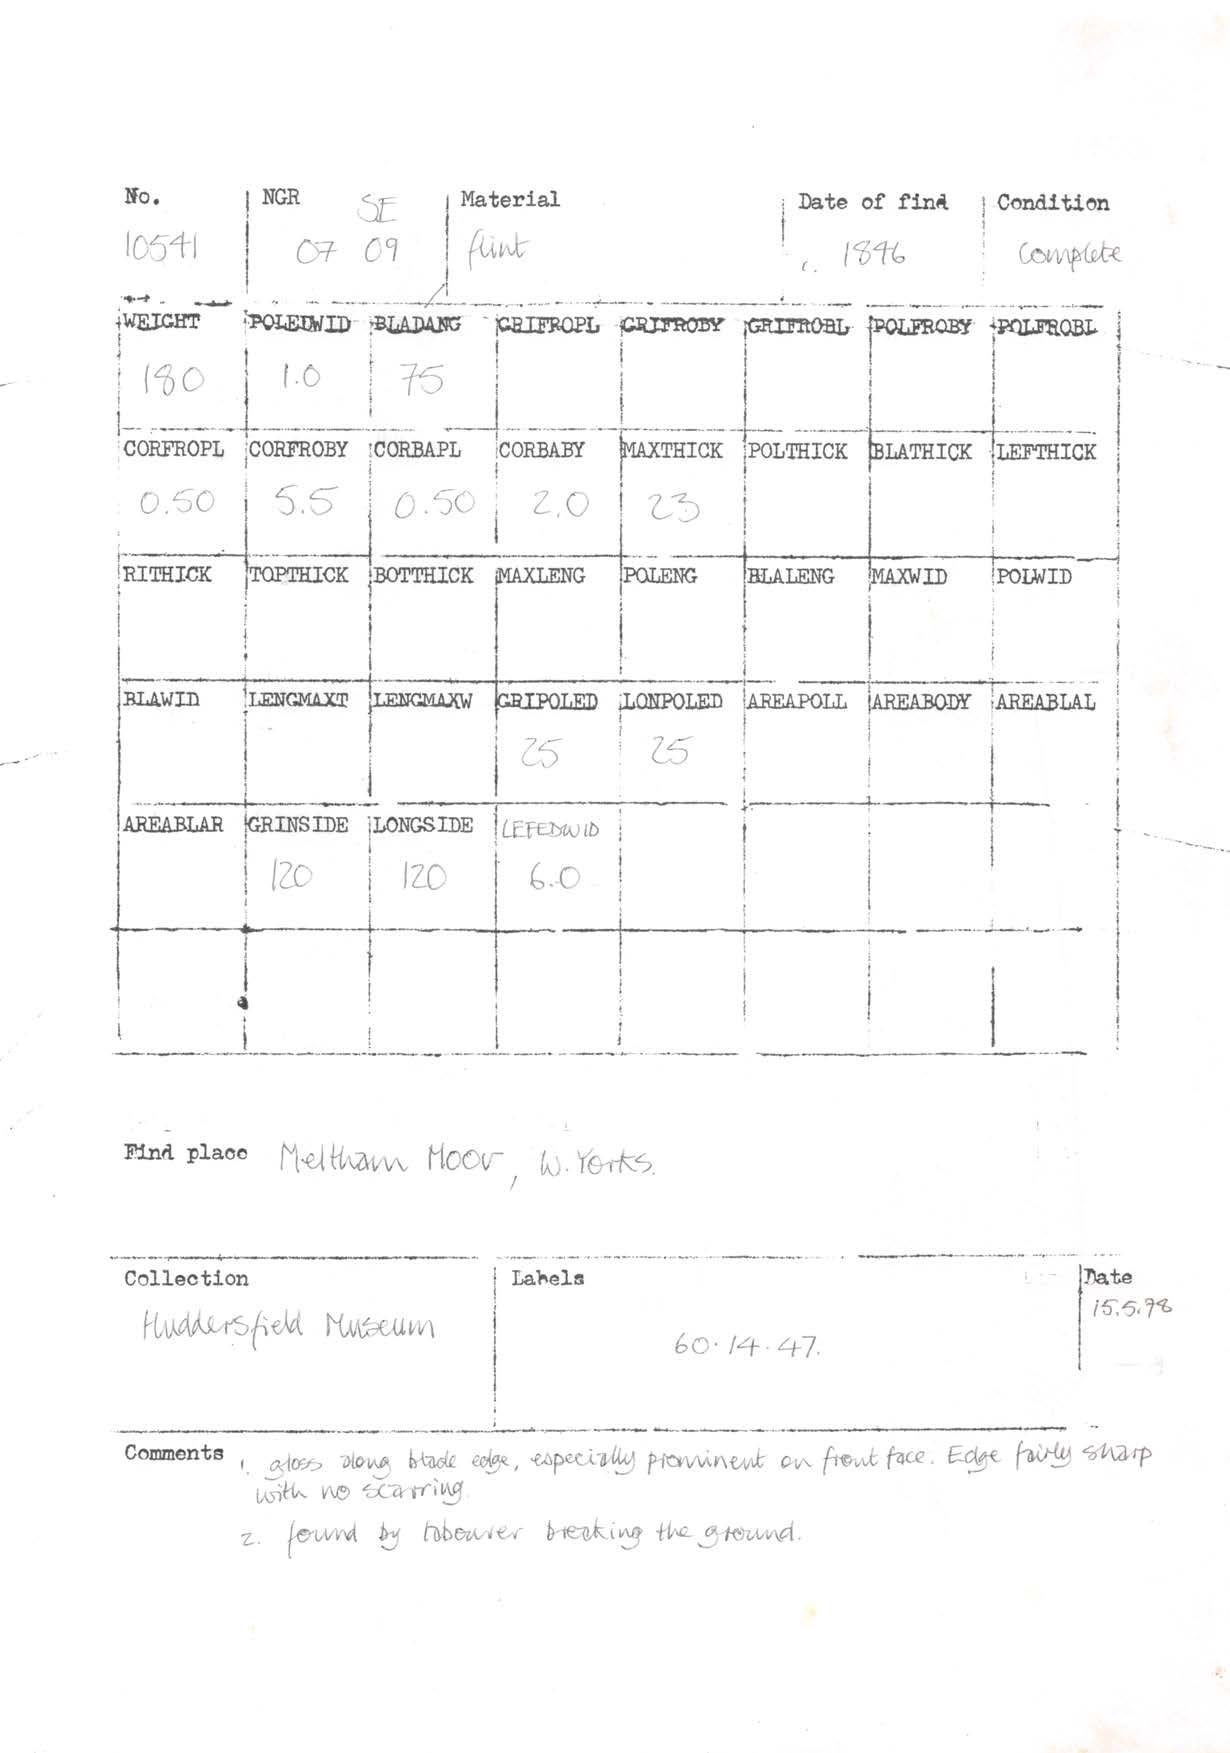 No. NGR SE Material Date of find Condition
10541 07 09 flint c. 1846 Complete
WEIGHT POLEDWID BLADANG GRIFROPL GRIFROBY GRIFROBL POLFROBY POLFROBL
180 1.0 75
CORFROPL CORFROBY CORBAPL CORBABY MAXTHICK POLTHICK BLATHICK LEFTHICK
0.50 5.5 0.50 2.0 23
RITHICK TOPTHICK BOTTHICK MAXLENG POLENG BLALENG MAXWID POLWID
BLAWID LENGMAXT LENGMAXW GRIPOLED LONPOLED AREAPOLL AREABODY AREABLAL
25 25
AREABLAR GRINSIDE LONGSIDE LEFEDWID
120 120 6.0
Find place Meltham Moor, W. Yorks.
Collection Labels Date
Huddersfield Museum 60.14.47. 15.5.78
Comments 1. gloss along blade edge, especially prominent on front face. Edge fairly sharp
with no scarring.
2. found by labourer breaking the ground.